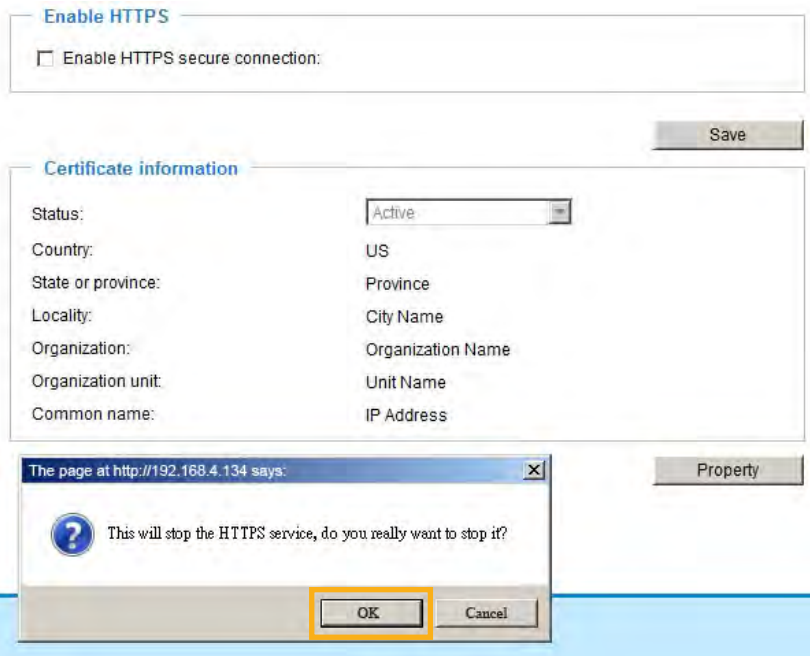 Enable HTTPS
Enable HTTPS secure connection:
Save
Certificate information
Status: Active
Country: US
State or province: Province
Locality: City Name
Organization: Organization Name
Organization unit: Unit Name
Common name: IP Address
Property
The page at http://192.168.4.134 says:
This will stop the HTTPS service, do you really want to stop it?
OK Cancel